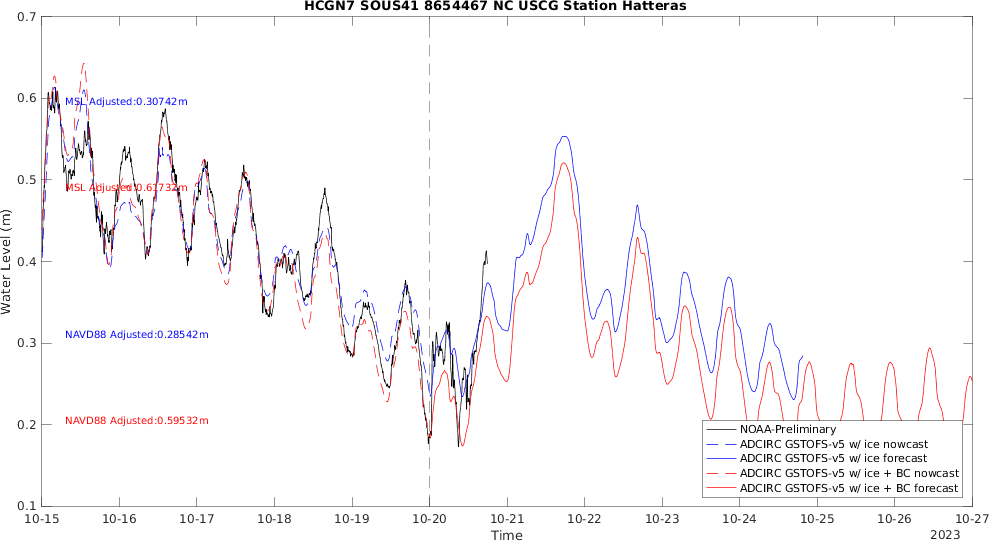 HCGN7 SOUS41 8654467 NC USCG Station Hatteras
Water Level (m)
0.7
0.6
0.5
0.4
0.3
0.2
0.1
MSL Adjusted:0.30742m
MSL Adjusted:0.61732m
NAVD88 Adjusted:0.28542m
NAVD88 Adjusted:0.59532m
NOAA-Preliminary
ADCIRC GSTOFS-v5 w/ ice nowcast
ADCIRC GSTOFS-v5 w/ ice forecast
ADCIRC GSTOFS-v5 w/ ice + BC nowcast
ADCIRC GSTOFS-v5 w/ ice + BC forecast
10-15 10-16 10-17 10-18 10-19 10-20 10-21 10-22 10-23 10-24 10-25 10-26 10-27
Time
2023